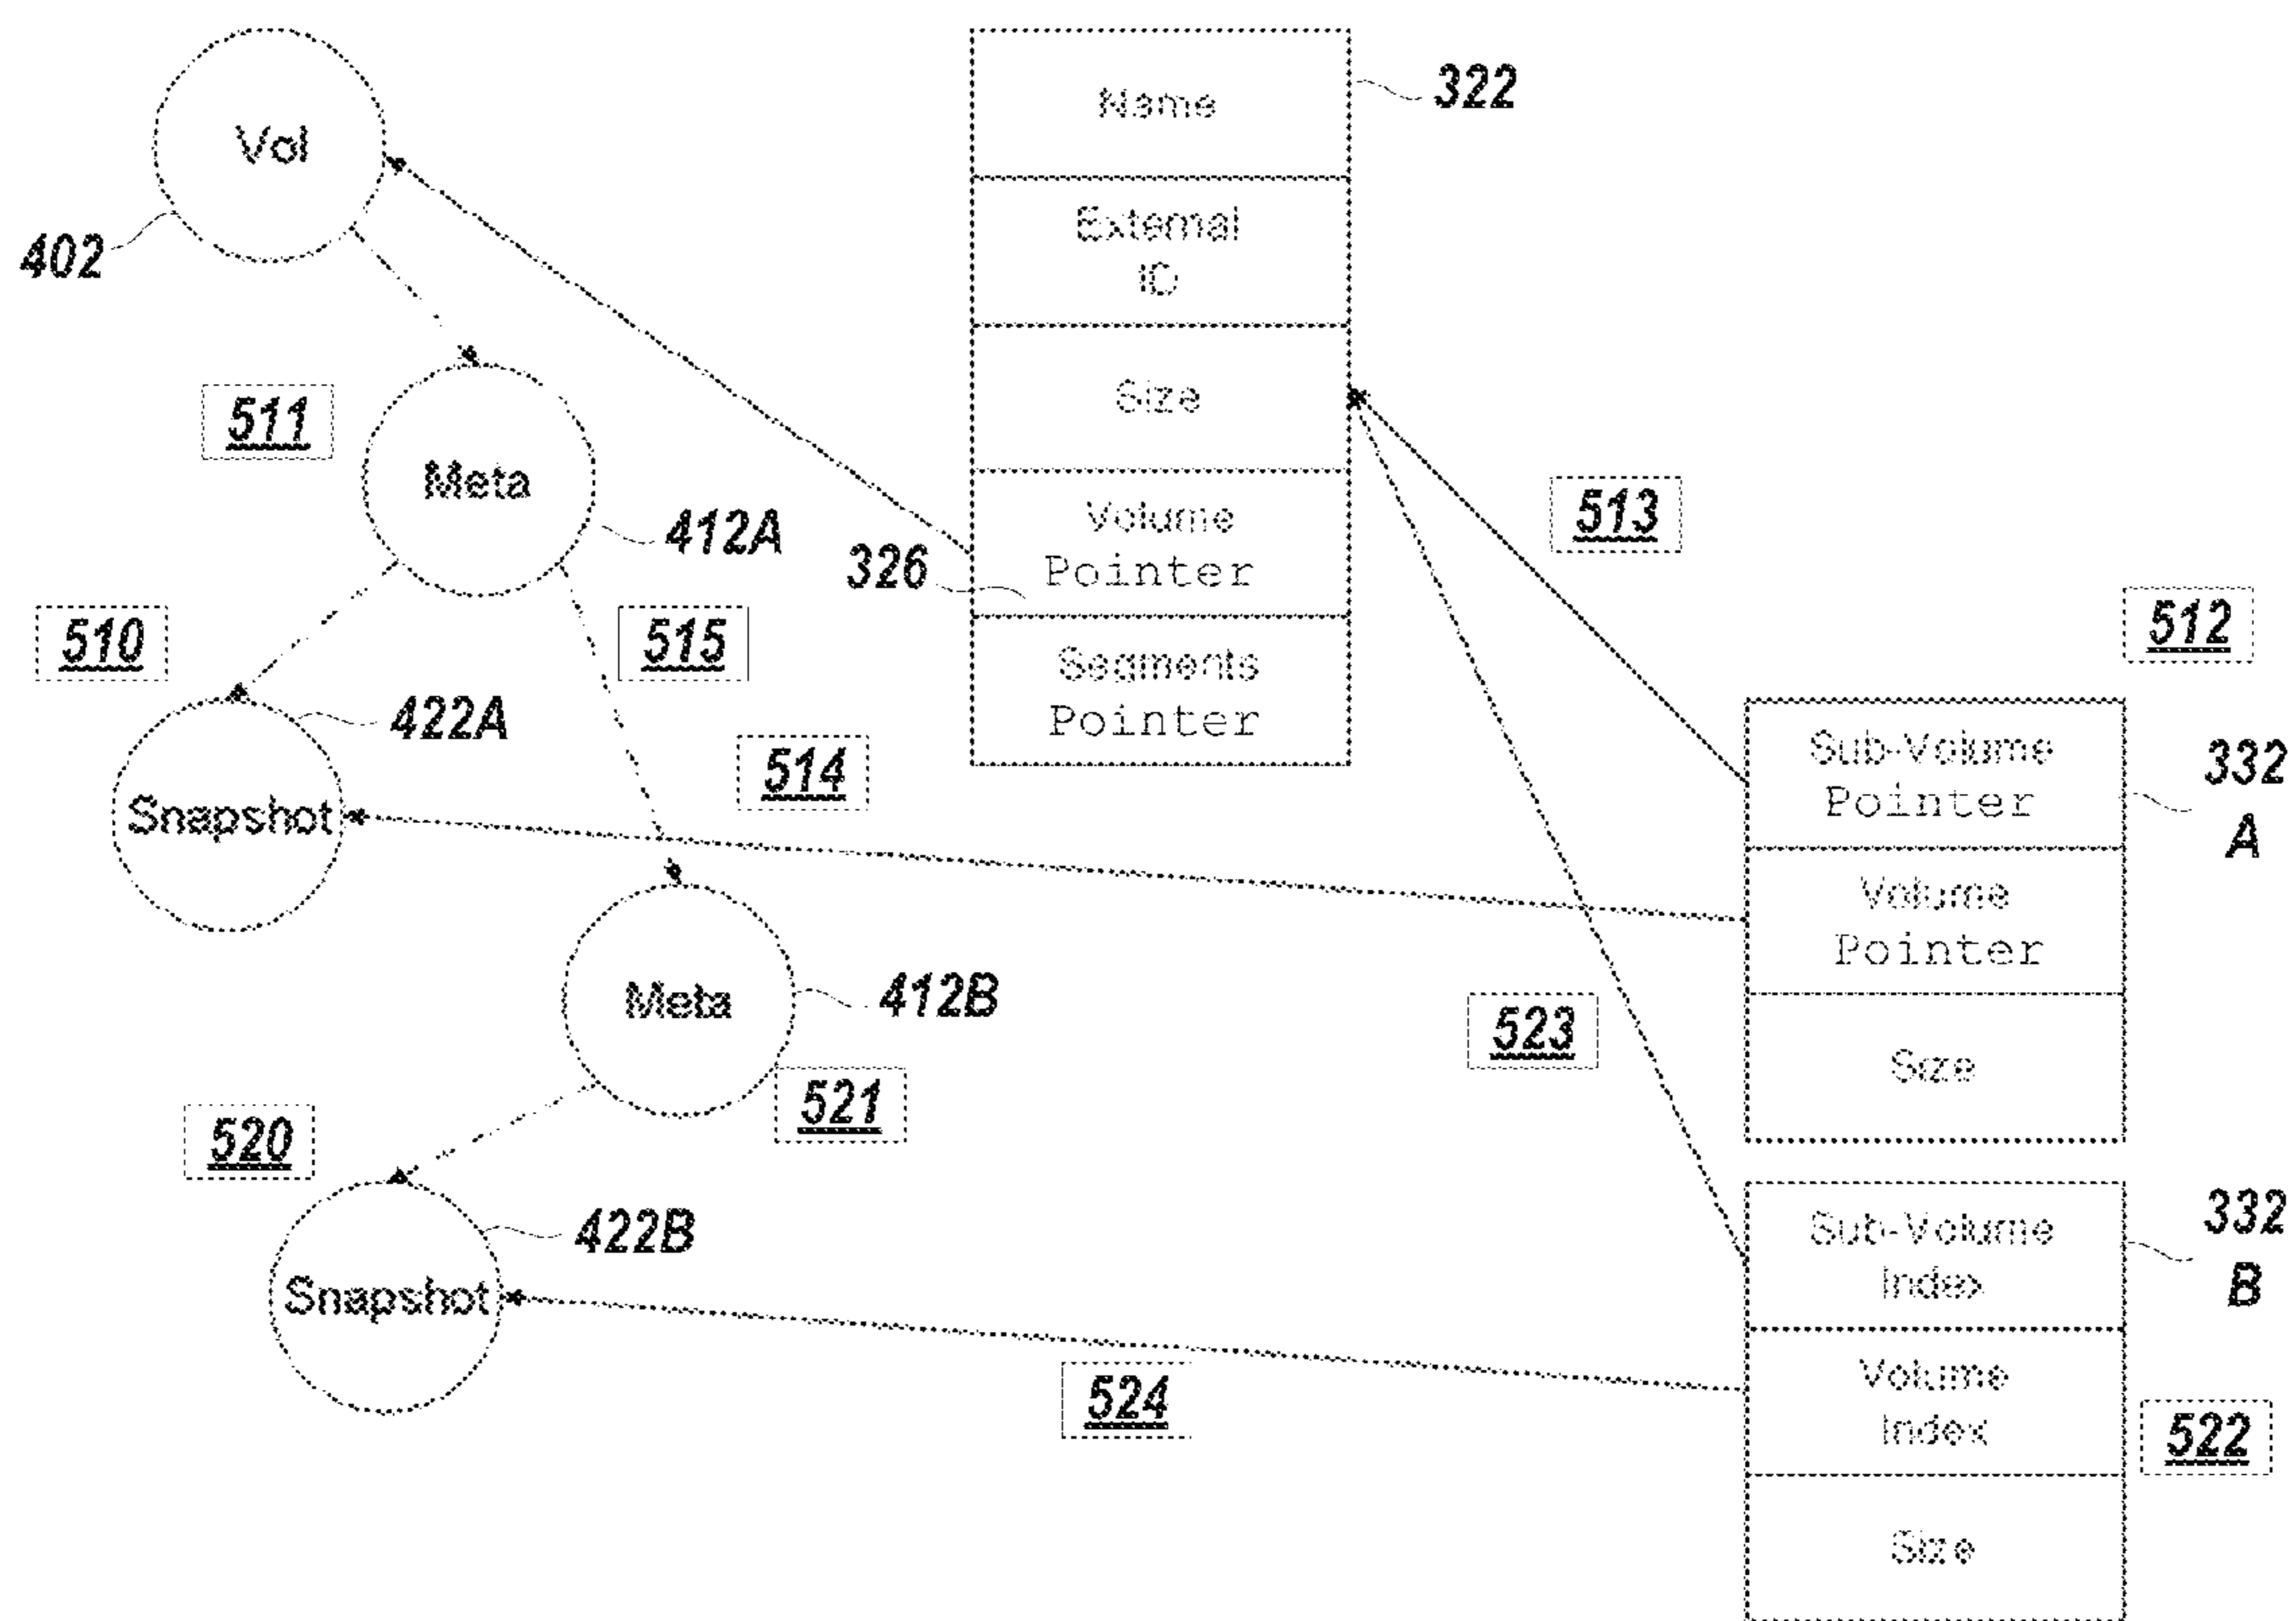 Vol
402
Name
322
External
IC
511
Size
Meta
412A
513
Volume
Pointer
326
510
515
512
Segments
Pointer
422A
514
Snapshot
Sub-Volume
Pointer
332
A
Volume
Pointer
Meta
412B
523
521
Size
520
422B
Sub-Volume
Index
332
B
Snapshot
524
Volume
Index
522
Size